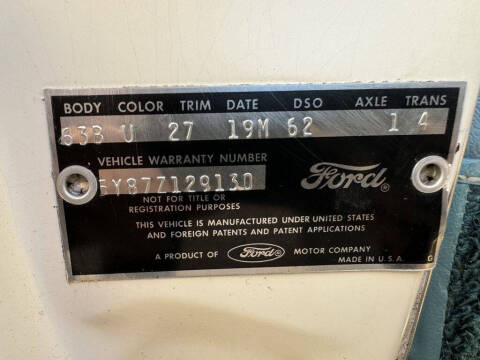 BODY COLOR TRIM DATE DSO AXLE TRANS
63B U 27 19M 62 1 4
VEHICLE WARRANTY NUMBER
5Y87Z129130
Ford®
NOT FOR TITLE OR
REGISTRATION PURPOSES
THIS VEHICLE IS MANUFACTURED UNDER UNITED STATES
AND FOREIGN PATENTS AND PATENT APPLICATIONS
A PRODUCT OF Ford® MOTOR COMPANY
MADE IN U.S.A. G